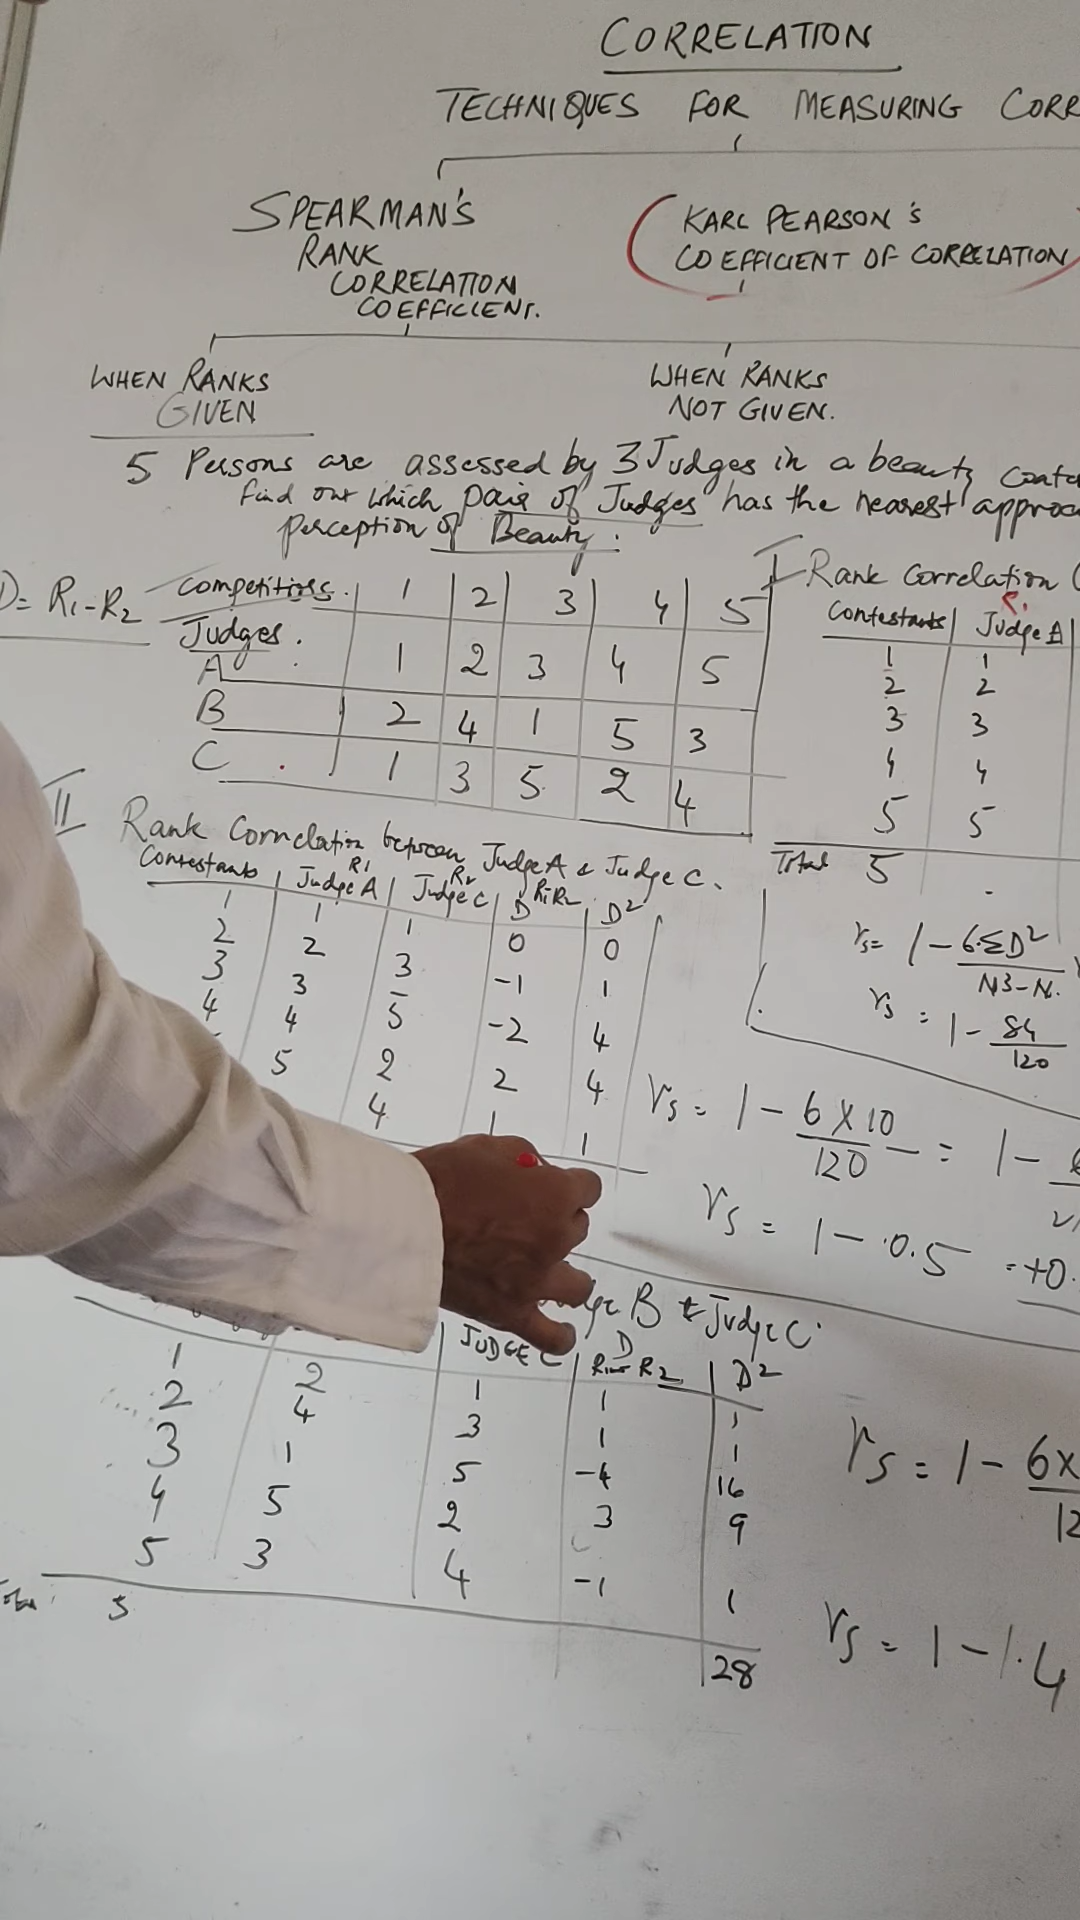 CORRELATION
TECHNIQUES FOR MEASURING CORR
SPEARMAN'S
RANK
CORRELATION
COEFFICIENT.
KARL PEARSON'S
COEFFICIENT OF CORRELATION
WHEN RANKS
GIVEN
WHEN RANKS
NOT GIVEN.
5 Persons are assessed by 3 Judges in a beauty
find out which pair of Judges has the nearest approac
perception of Beauty.
D = R1-R2
Competitors. 1 2 3 4 5
Judges.
A 1 2 3 4 5
B 2 4 1 5 3
C 1 3 5 2 4
I Rank Correlation (
R1
Contestants Judge A
1 1
2 2
3 3
4 4
5 5
Total 5
rs = 1 - 6ΣD²
N3-N.
rs = 1 - 84
120
II Rank Correlation between Judge A & Judge C.
R1 R2 R1R2
Contestants Judge A Judge C D D²
1 1 1 0 0
2 2 3 -1 1
3 3 5 -2 4
4 4 2 2 4
5 4 1 1
rs = 1 - 6 X 10 = 1 -
120
rs = 1 - 0.5 = +0.
B & Judge C
JUDGE C D D²
R1 - R2
1 2 1 1 1
2 4 3 1 1
3 1 5 -4 16
4 5 2 3 9
5 3 4 -1 1
5 28
rs = 1 - 6x
12
rs = 1 - 1.4